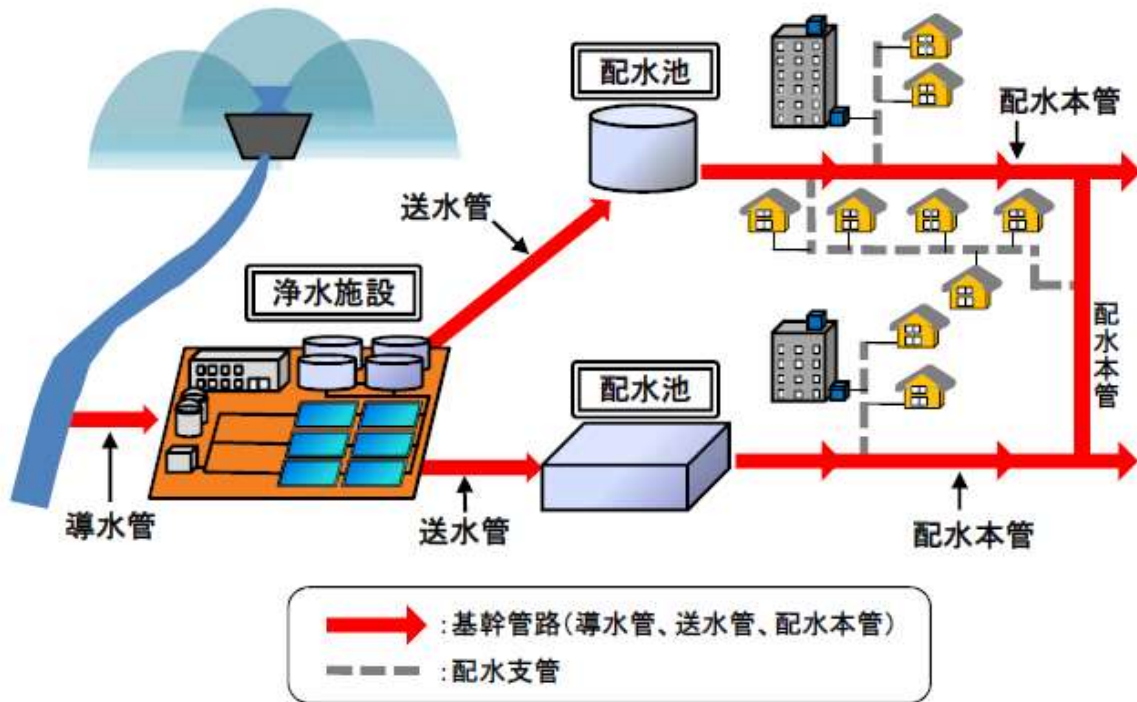 配水池
配水本管
送水管
浄水施設
配水本管
配水池
導水管
送水管
配水本管
:基幹管路(導水管、送水管、配水本管)
:配水支管